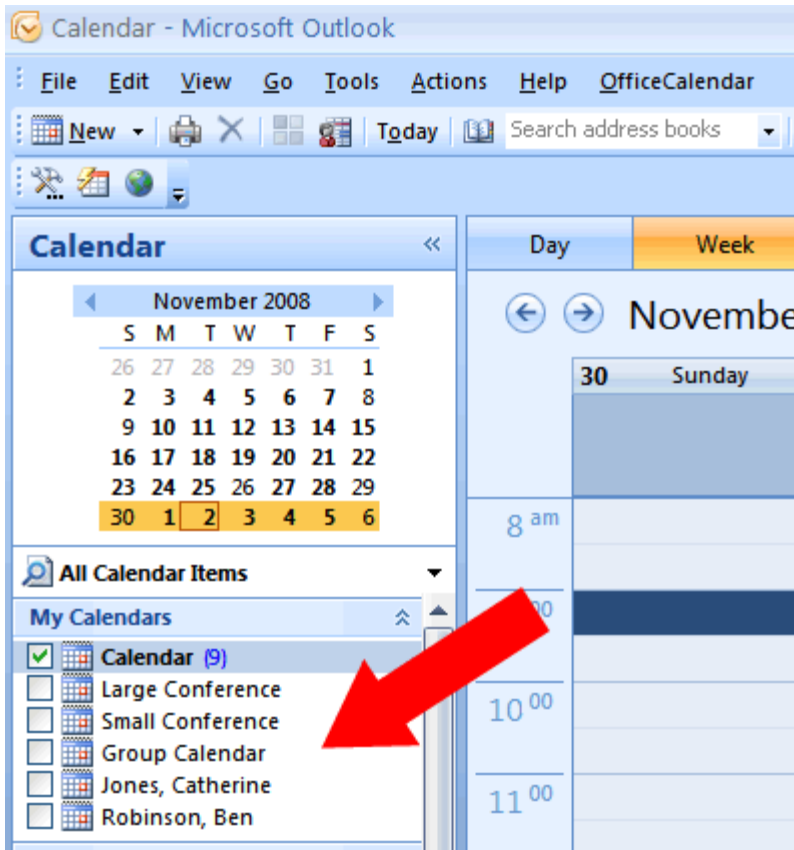 Calendar - Microsoft Outlook
File Edit View Go Tools Actions Help OfficeCalendar
New Today Search address books
Calendar
Day Week
November 2008
S M T W T F S
26 27 28 29 30 31 1
2 3 4 5 6 7 8
9 10 11 12 13 14 15
16 17 18 19 20 21 22
23 24 25 26 27 28 29
30 1 2 3 4 5 6
Novembe
30 Sunday
All Calendar Items
My Calendars
Calendar (9)
Large Conference
Small Conference
Group Calendar
Jones, Catherine
Robinson, Ben
8 am
00
10 00
11 00